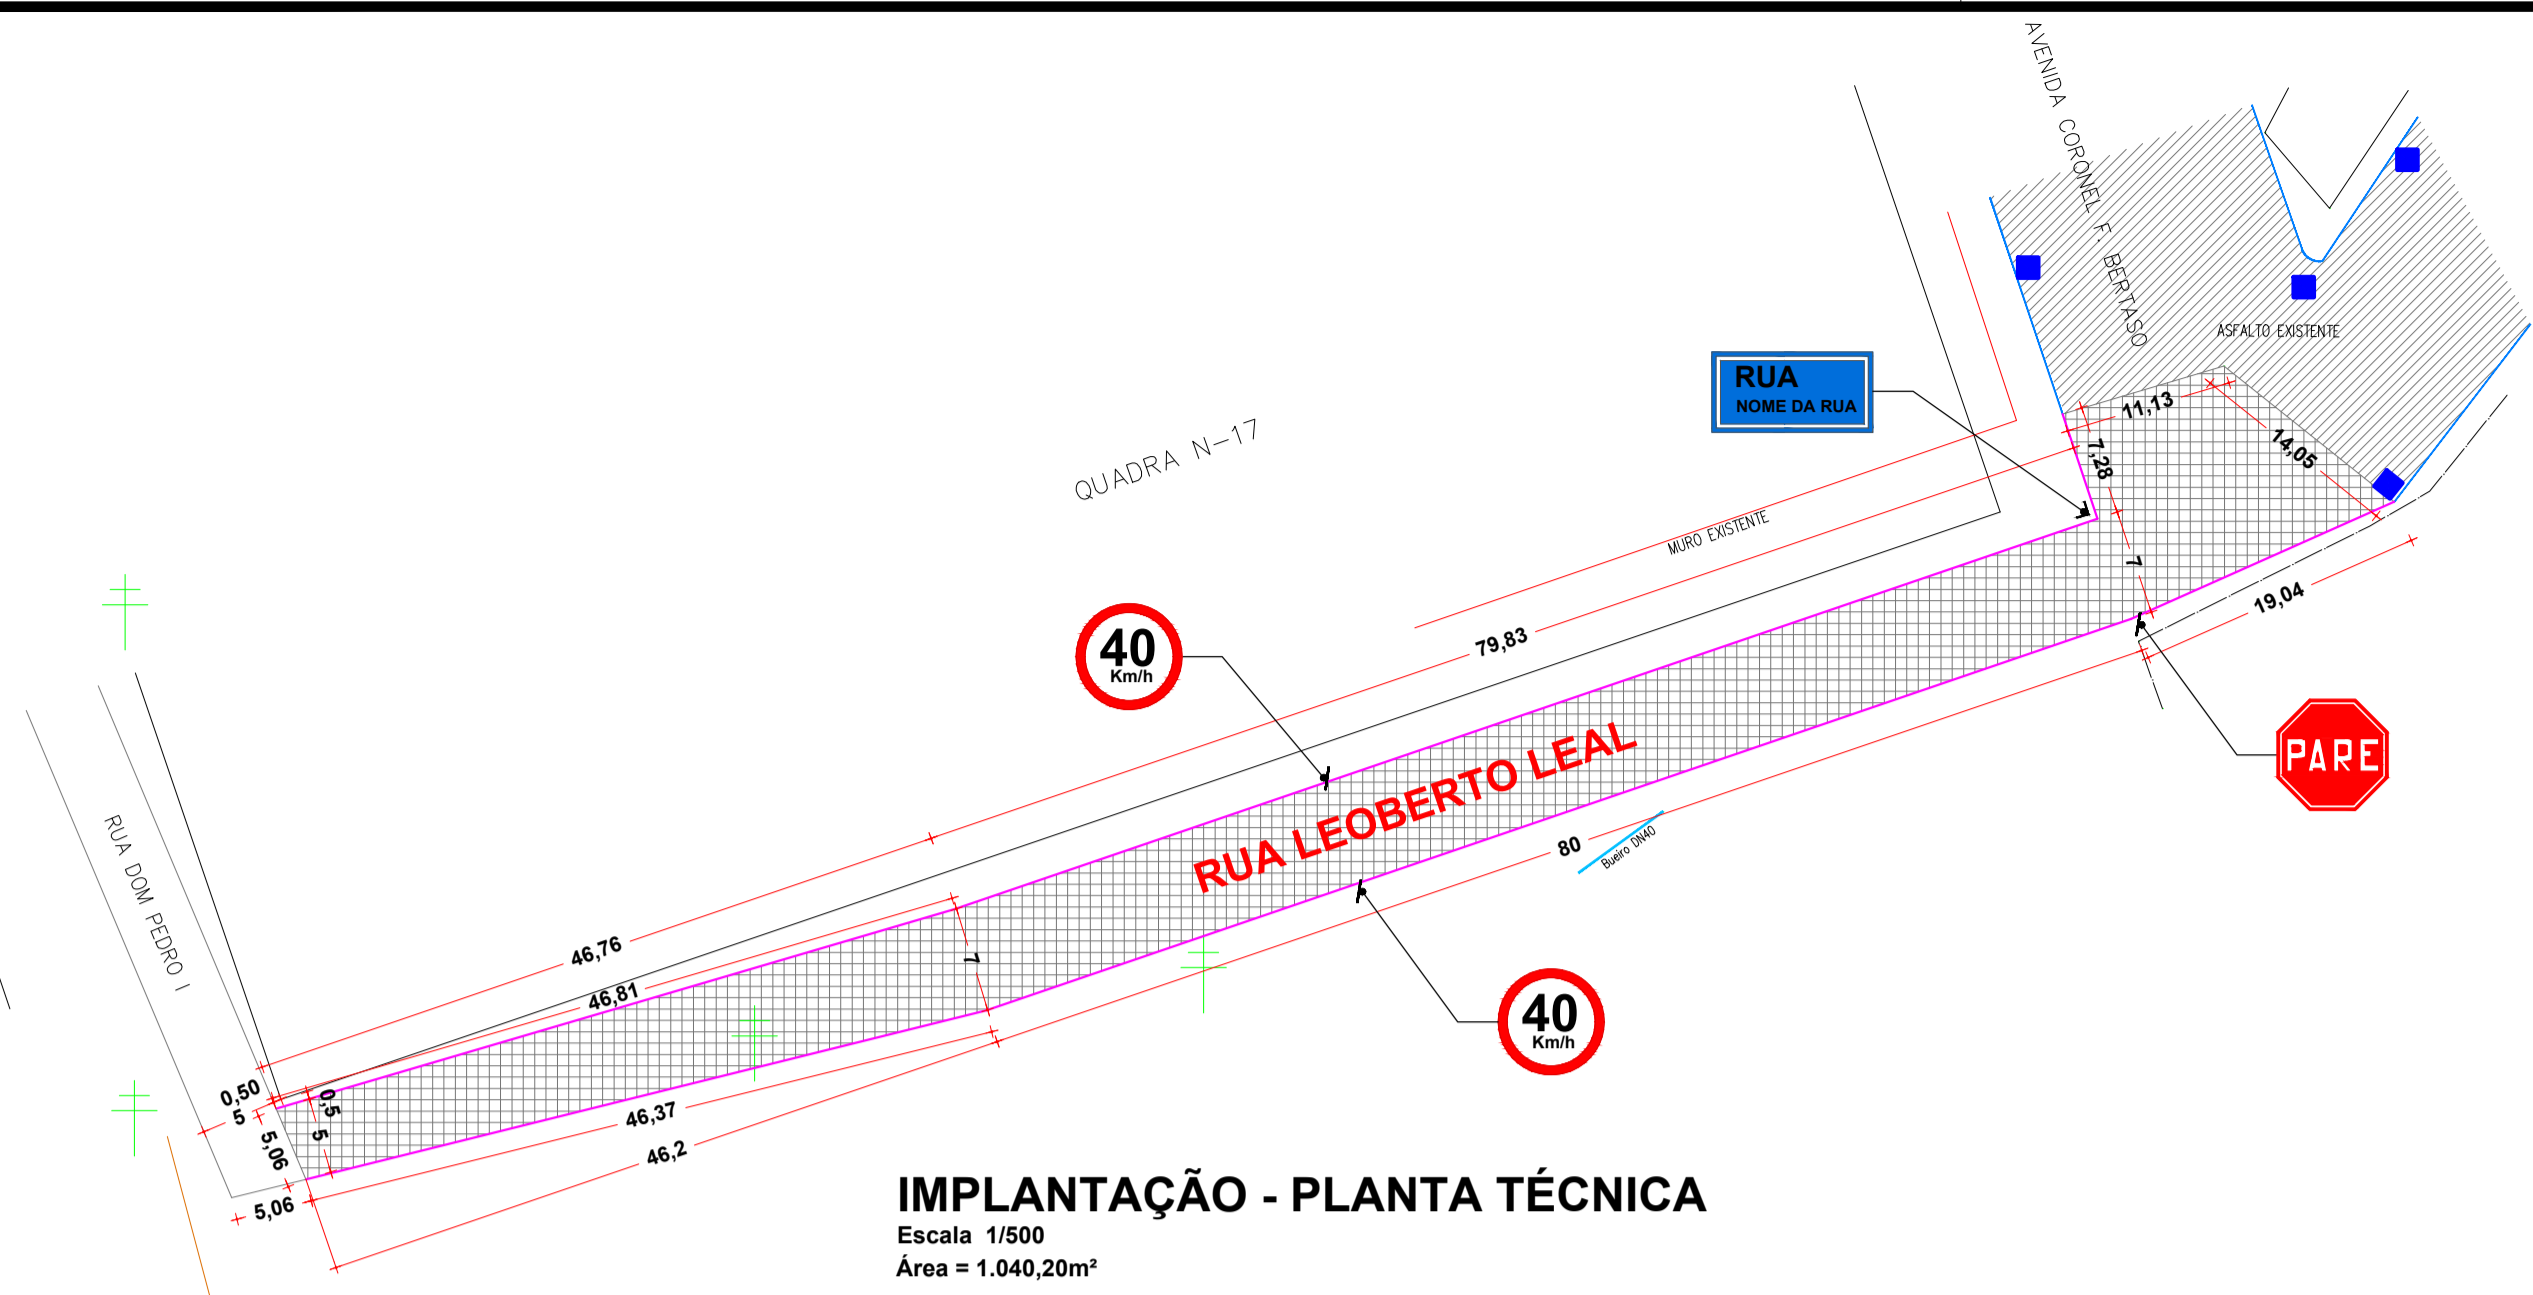 AVENIDA CORONEL F. BERTASO
ASFALTO EXISTENTE
RUA
NOME DA RUA
11,13
7,28
14,05
7
19,04
QUADRA N-17
MURO EXISTENTE
79,83
40
Km/h
RUA LEOBERTO LEAL
80
Bueiro DN40
PARE
40
Km/h
RUA DOM PEDRO I
46,76
46,81
7
0,50
5
0,5
5
5,06
5,06
46,37
46,2
IMPLANTAÇÃO - PLANTA TÉCNICA
Escala 1/500
Área = 1.040,20m²